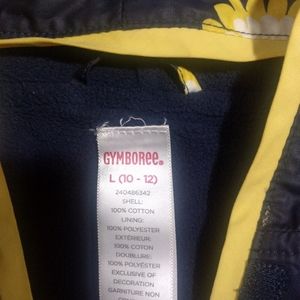 GYMBOREE®
L (10 - 12)
240486342
SHELL:
100% COTTON
LINING:
100% POLYESTER
EXTÉRIEUR:
100% COTON
DOUBLURE:
100% POLYESTER
EXCLUSIVE OF
DECORATION
GARNITURE NON